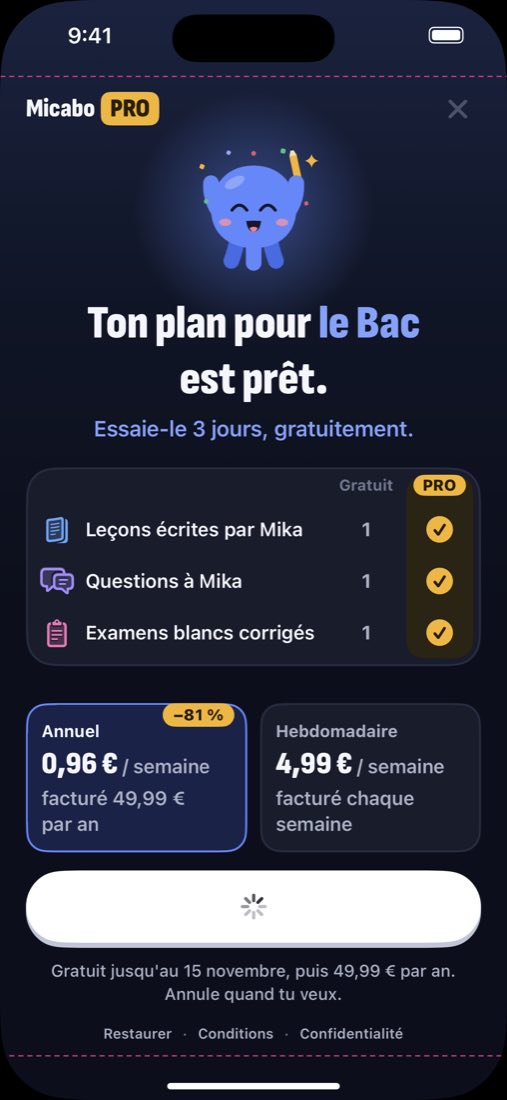 9:41
Micabo PRO
Ton plan pour le Bac
est prêt.
Essaie-le 3 jours, gratuitement.
Gratuit PRO
Leçons écrites par Mika 1
Questions à Mika 1
Examens blancs corrigés 1
−81 %
Annuel
0,96 € / semaine
facturé 49,99 €
par an
Hebdomadaire
4,99 € / semaine
facturé chaque
semaine
Gratuit jusqu'au 15 novembre, puis 49,99 € par an.
Annule quand tu veux.
Restaurer · Conditions · Confidentialité